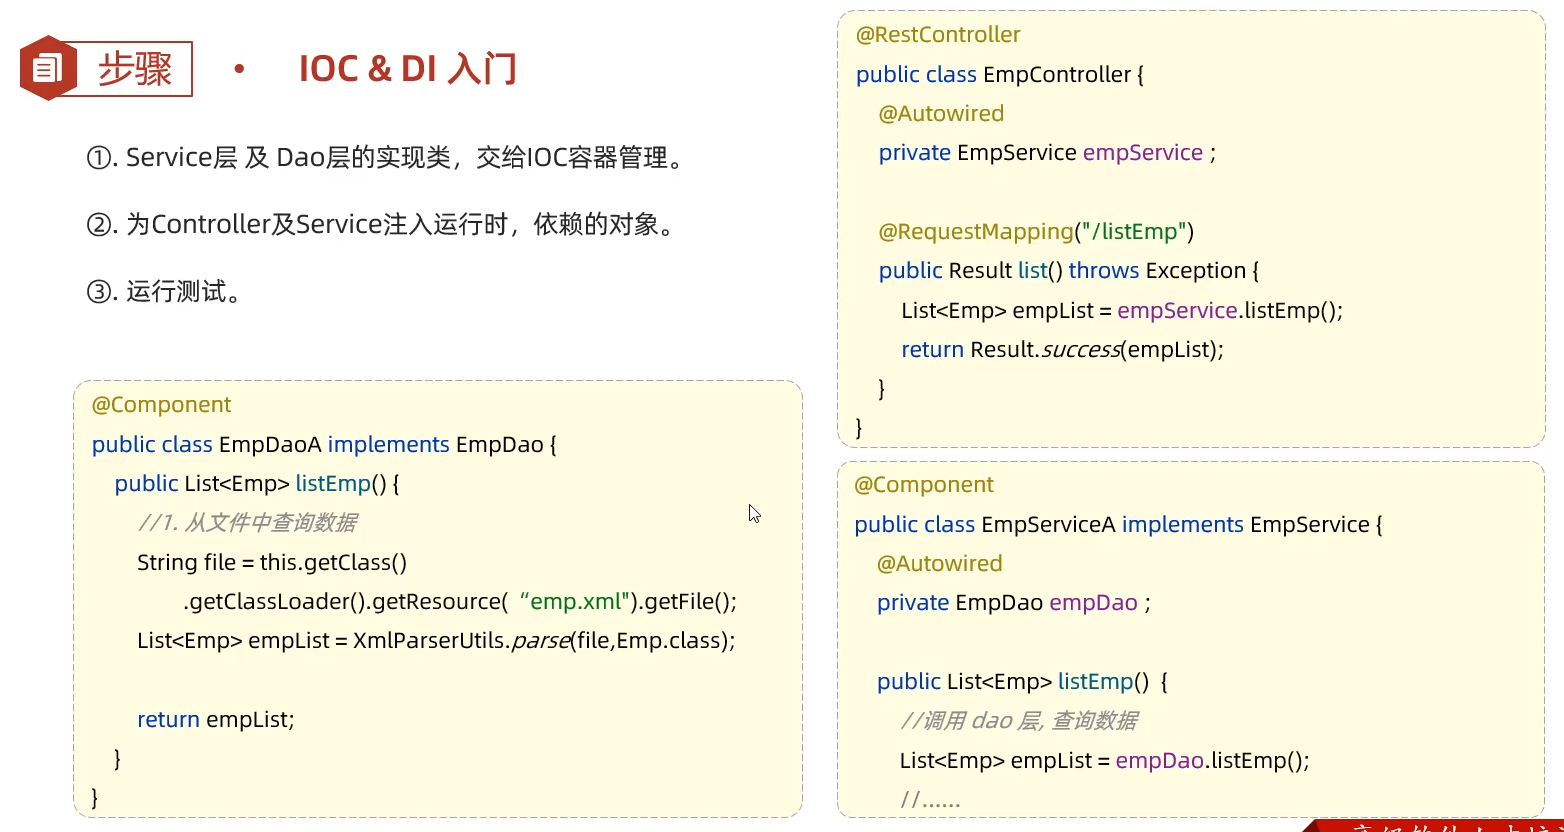 步骤
• IOC & DI 入门
①. Service层 及 Dao层的实现类，交给IOC容器管理。
②. 为Controller及Service注入运行时，依赖的对象。
③. 运行测试。
@Component
public class EmpDaoA implements EmpDao {
public List<Emp> listEmp() {
//1. 从文件中查询数据
String file = this.getClass()
.getClassLoader().getResource( “emp.xml").getFile();
List<Emp> empList = XmlParserUtils.parse(file,Emp.class);
return empList;
}
}
@RestController
public class EmpController {
@Autowired
private EmpService empService ;
@RequestMapping("/listEmp")
public Result list() throws Exception {
List<Emp> empList = empService.listEmp();
return Result.success(empList);
}
}
@Component
public class EmpServiceA implements EmpService {
@Autowired
private EmpDao empDao ;
public List<Emp> listEmp() {
//调用 dao 层, 查询数据
List<Emp> empList = empDao.listEmp();
//......